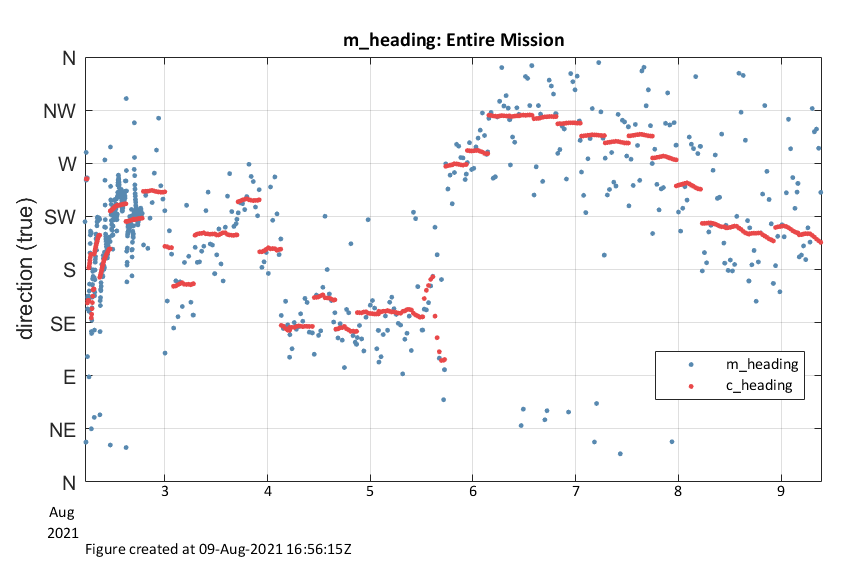 m_heading: Entire Mission
direction (true)
N
NW
W
SW
S
SE
E
NE
N
m_heading
c_heading
3 4 5 6 7 8 9
Aug
2021
Figure created at 09-Aug-2021 16:56:15Z